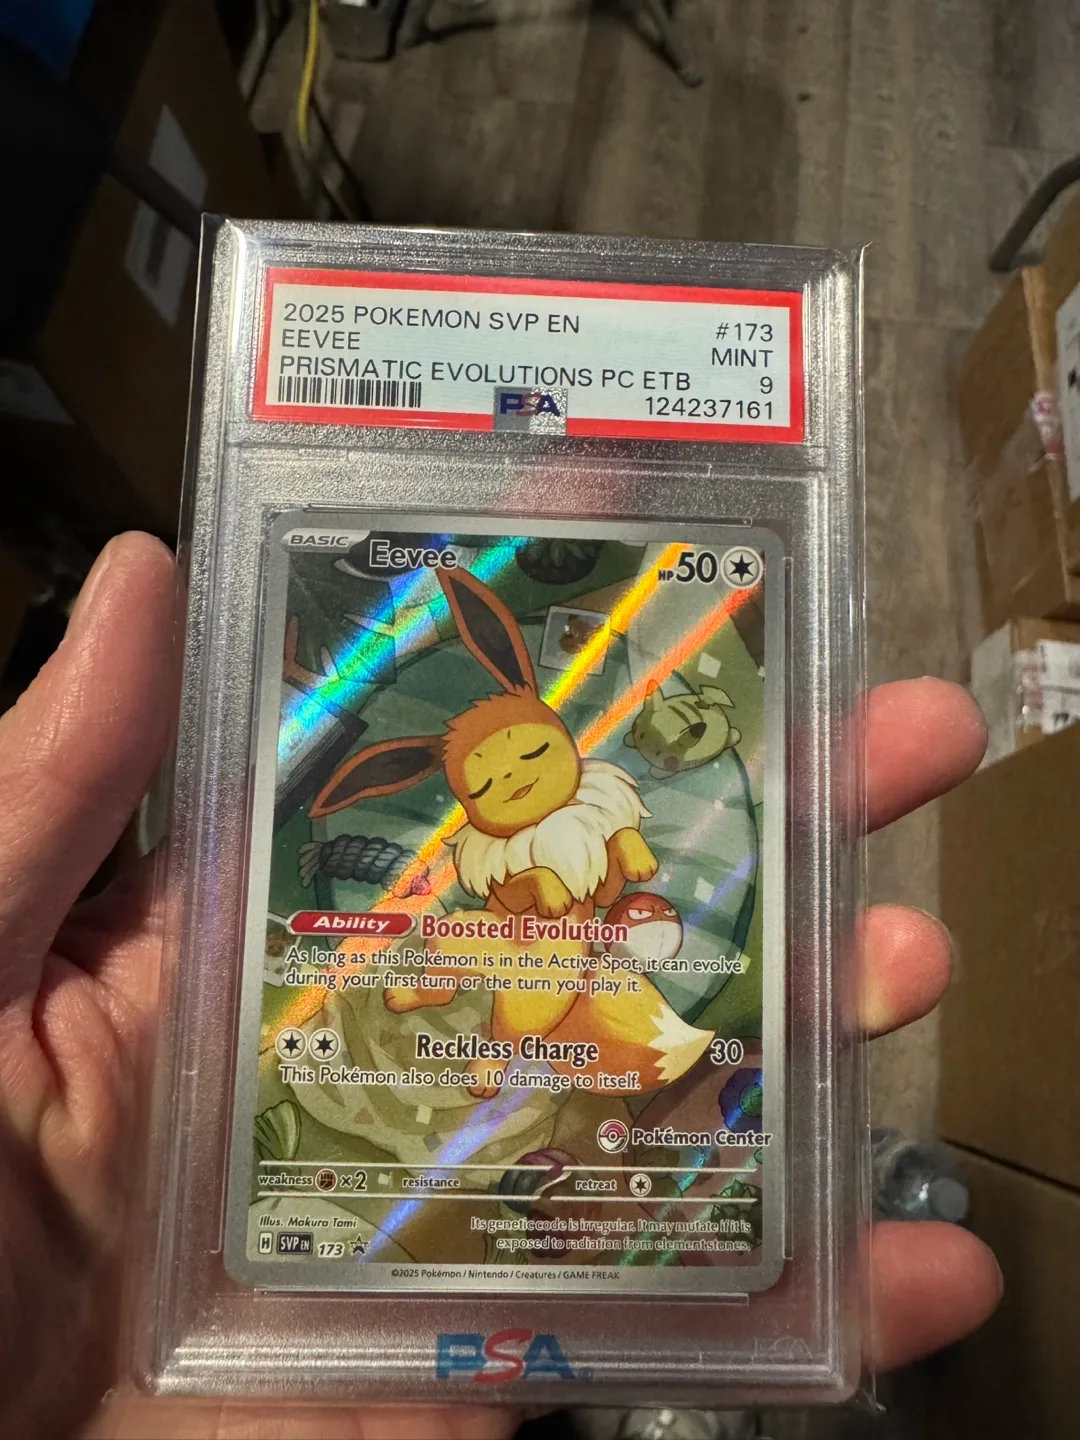 2025 POKEMON SVP EN #173
EEVEE MINT
PRISMATIC EVOLUTIONS PC ETB 9
PSA 124237161
BASIC Eevee HP 50
Ability Boosted Evolution
As long as this Pokémon is in the Active Spot, it can evolve
during your first turn or the turn you play it.
Reckless Charge 30
This Pokémon also does 10 damage to itself.
Pokémon Center
weakness ×2 resistance retreat
Illus. Makura Tami
Its genetic code is irregular. It may mutate if it is
exposed to radiation from element stones.
H SVP EN 173
©2025 Pokémon / Nintendo / Creatures / GAME FREAK
PSA